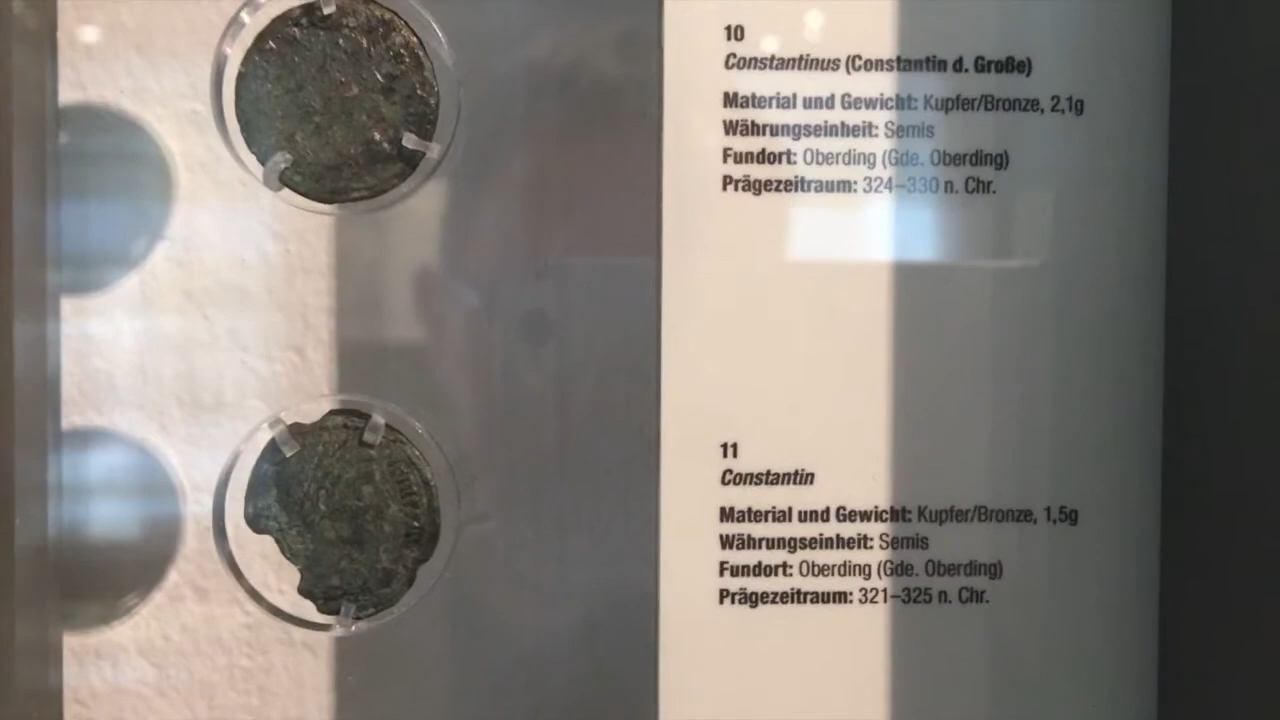 10
Constantinus (Constantin d. Große)
Material und Gewicht: Kupfer/Bronze, 2,1g
Währungseinheit: Semis
Fundort: Oberding (Gde. Oberding)
Prägezeitraum: 324–330 n. Chr.
11
Constantin
Material und Gewicht: Kupfer/Bronze, 1,5g
Währungseinheit: Semis
Fundort: Oberding (Gde. Oberding)
Prägezeitraum: 321–325 n. Chr.